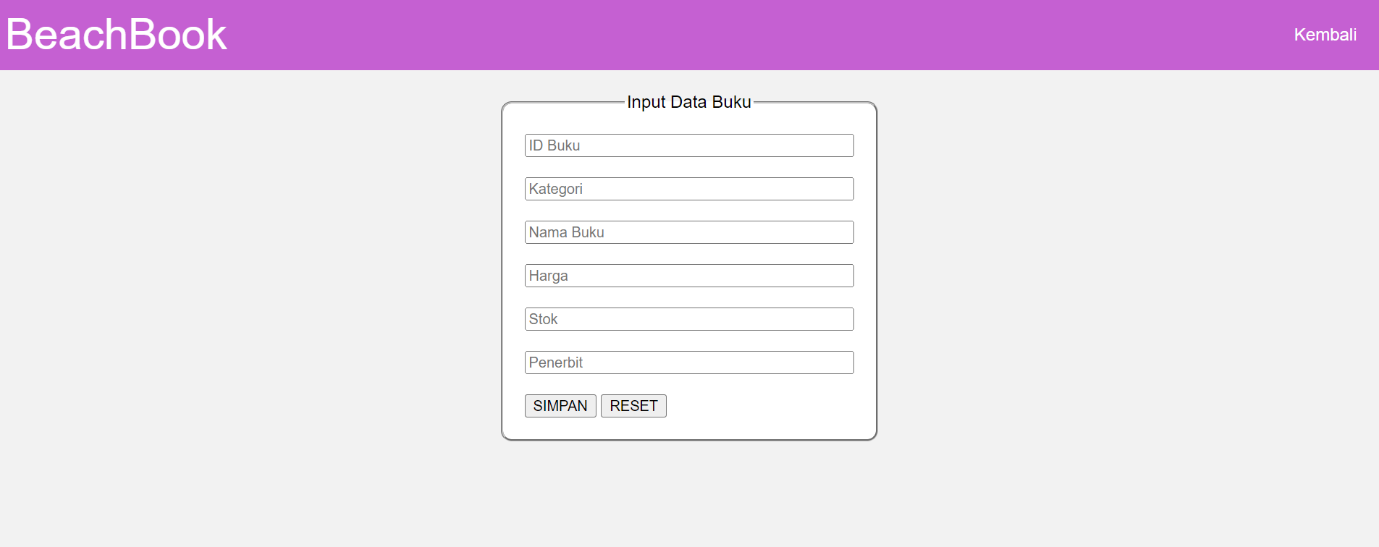 BeachBook
Kembali
Input Data Buku
ID Buku
Kategori
Nama Buku
Harga
Stok
Penerbit
SIMPAN RESET